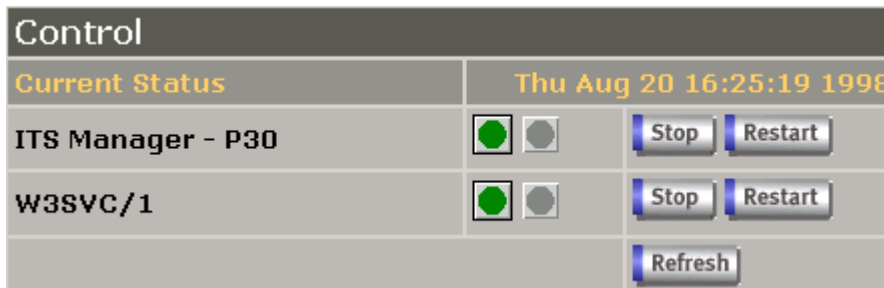 Control
Current Status Thu Aug 20 16:25:19 1998
ITS Manager - P30 Stop Restart
W3SVC/1 Stop Restart
Refresh